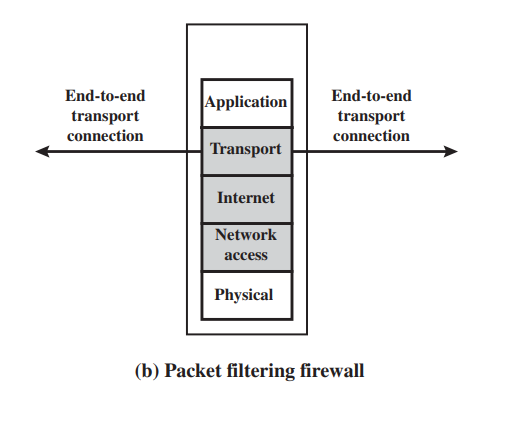 End-to-end
transport
connection
Application
Transport
Internet
Network
access
Physical
End-to-end
transport
connection
(b) Packet filtering firewall